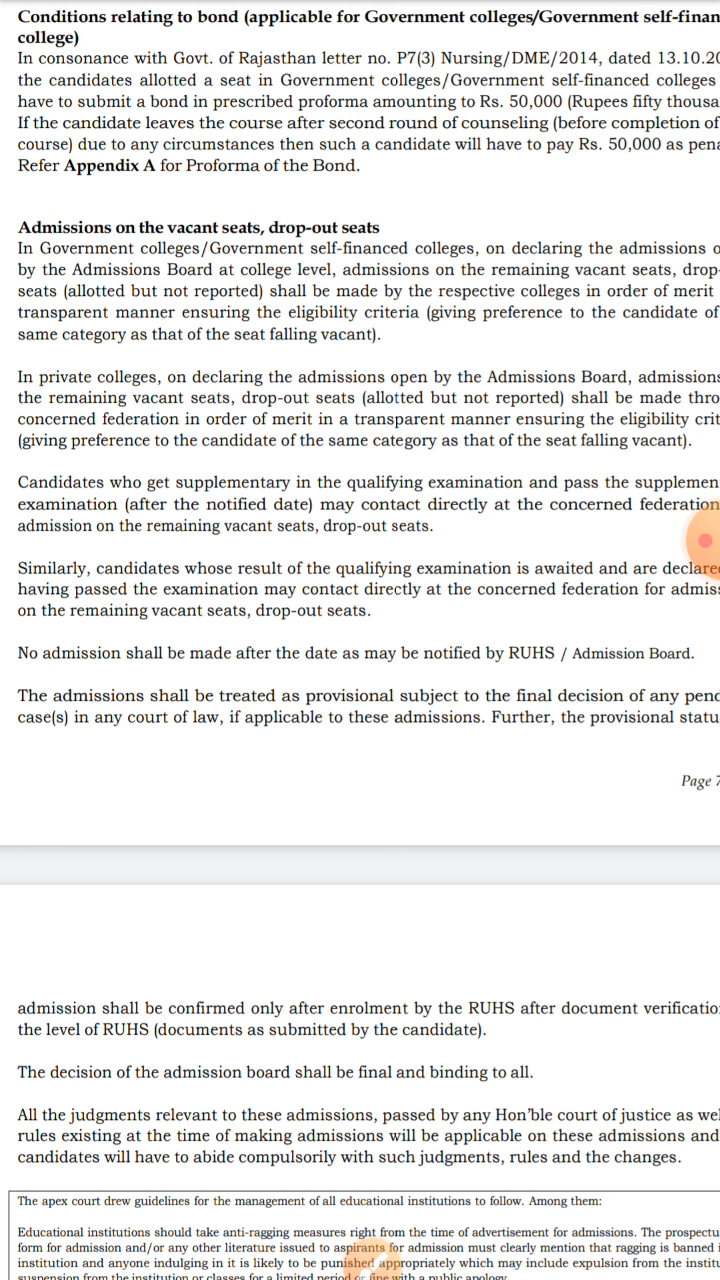 Conditions relating to bond (applicable for Government colleges/Government self-finan
college)
In consonance with Govt. of Rajasthan letter no. P7(3) Nursing/DME/2014, dated 13.10.20
the candidates allotted a seat in Government colleges/Government self-financed colleges
have to submit a bond in prescribed proforma amounting to Rs. 50,000 (Rupees fifty thousa
If the candidate leaves the course after second round of counseling (before completion of
course) due to any circumstances then such a candidate will have to pay Rs. 50,000 as pena
Refer Appendix A for Proforma of the Bond.
Admissions on the vacant seats, drop-out seats
In Government colleges/Government self-financed colleges, on declaring the admissions o
by the Admissions Board at college level, admissions on the remaining vacant seats, drop-
seats (allotted but not reported) shall be made by the respective colleges in order of merit
transparent manner ensuring the eligibility criteria (giving preference to the candidate of
same category as that of the seat falling vacant).
In private colleges, on declaring the admissions open by the Admissions Board, admissions
the remaining vacant seats, drop-out seats (allotted but not reported) shall be made thro
concerned federation in order of merit in a transparent manner ensuring the eligibility crit
(giving preference to the candidate of the same category as that of the seat falling vacant).
Candidates who get supplementary in the qualifying examination and pass the supplemen
examination (after the notified date) may contact directly at the concerned federation
admission on the remaining vacant seats, drop-out seats.
Similarly, candidates whose result of the qualifying examination is awaited and are declared
having passed the examination may contact directly at the concerned federation for admiss
on the remaining vacant seats, drop-out seats.
No admission shall be made after the date as may be notified by RUHS / Admission Board.
The admissions shall be treated as provisional subject to the final decision of any pend
case(s) in any court of law, if applicable to these admissions. Further, the provisional statu
Page 7
admission shall be confirmed only after enrolment by the RUHS after document verificatio
the level of RUHS (documents as submitted by the candidate).
The decision of the admission board shall be final and binding to all.
All the judgments relevant to these admissions, passed by any Hon'ble court of justice as wel
rules existing at the time of making admissions will be applicable on these admissions and
candidates will have to abide compulsorily with such judgments, rules and the changes.
The apex court drew guidelines for the management of all educational institutions to follow. Among them:
Educational institutions should take anti-ragging measures right from the time of advertisement for admissions. The prospectu
form for admission and/or any other literature issued to aspirants for admission must clearly mention that ragging is banned i
institution and anyone indulging in it is likely to be punished appropriately which may include expulsion from the instit
suspension from the institution or classes for a limited period or fine with a public apology.